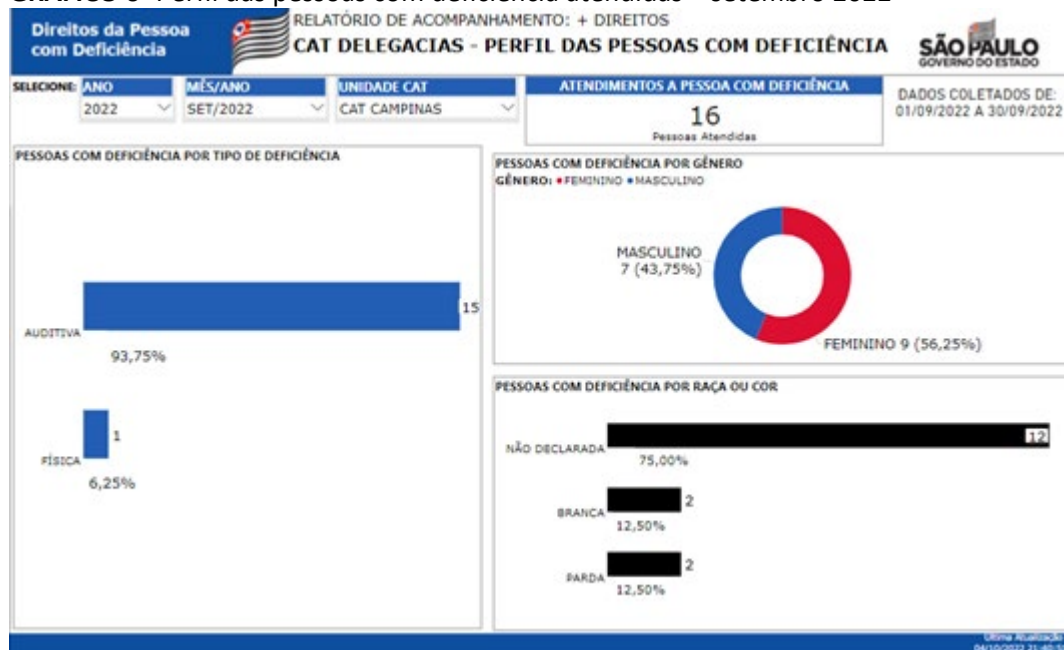 Direitos da Pessoa
com Deficiência
RELATÓRIO DE ACOMPANHAMENTO: + DIREITOS
CAT DELEGACIAS - PERFIL DAS PESSOAS COM DEFICIÊNCIA
SÃO PAULO
GOVERNO DO ESTADO
SELECIONE:
ANO
2022
MÊS/ANO
SET/2022
UNIDADE CAT
CAT CAMPINAS
ATENDIMENTOS A PESSOA COM DEFICIÊNCIA
16
Pessoas Atendidas
DADOS COLETADOS DE:
01/09/2022 A 30/09/2022
PESSOAS COM DEFICIÊNCIA POR TIPO DE DEFICIÊNCIA
AUDITIVA
15
93,75%
FÍSICA
1
6,25%
PESSOAS COM DEFICIÊNCIA POR GÊNERO
GÊNERO: FEMININO MASCULINO
MASCULINO
7 (43,75%)
FEMININO 9 (56,25%)
PESSOAS COM DEFICIÊNCIA POR RAÇA OU COR
NÃO DECLARADA
12
75,00%
BRANCA
2
12,50%
PARDA
2
12,50%
Última Atualização
04/10/2022